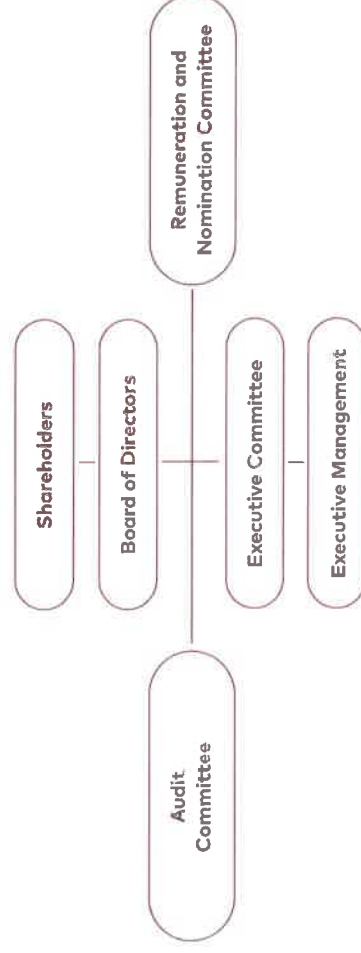 Shareholders
Board of Directors
Audit
Committee
Remuneration and
Nomination Committee
Executive Committee
Executive Management